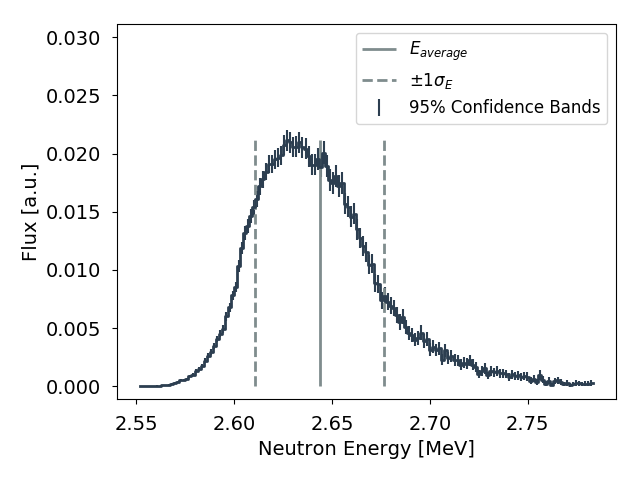 0.030
0.025
0.020
0.015
0.010
0.005
0.000
Flux [a.u.]
E_average
±1σ_E
95% Confidence Bands
2.55 2.60 2.65 2.70 2.75
Neutron Energy [MeV]